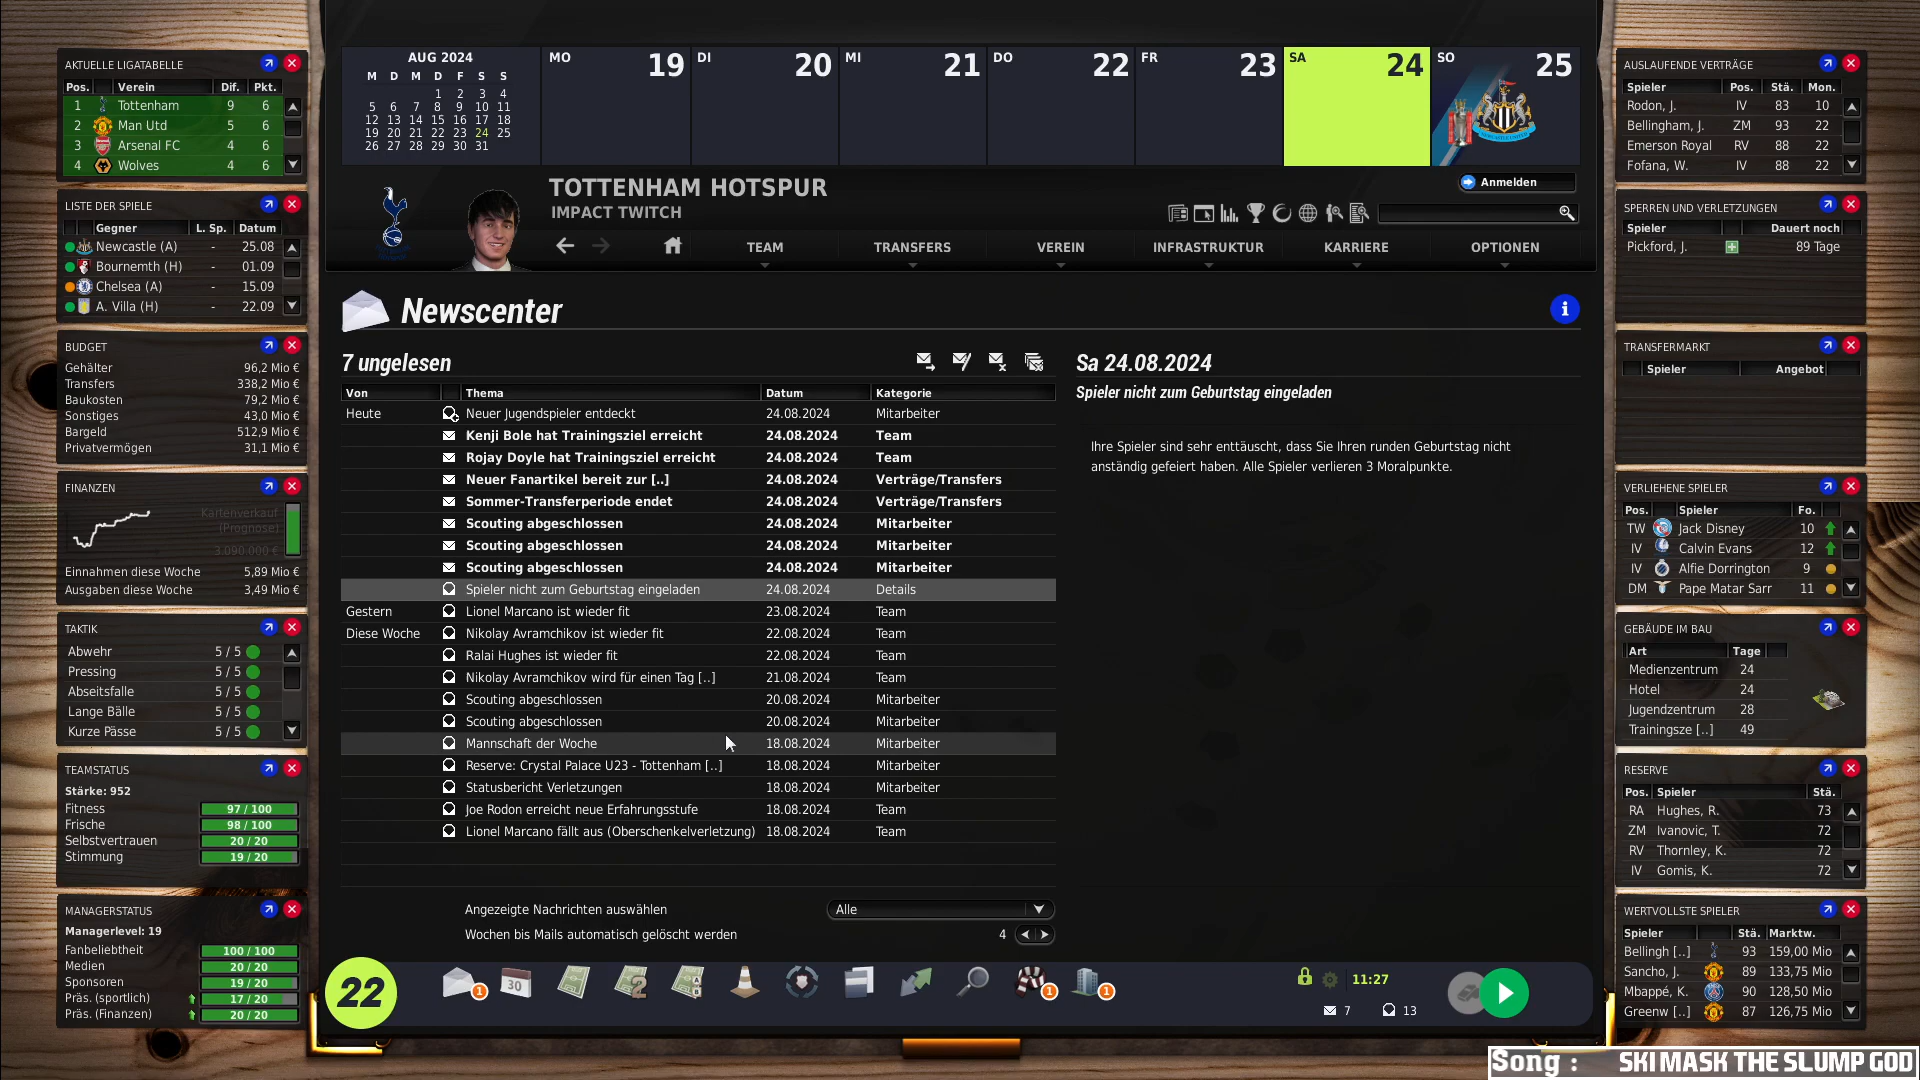 AKTUELLE LIGATABELLE
Pos. Verein Dif. Pkt.
1 Tottenham 9 6
2 Man Utd 5 6
3 Arsenal FC 4 6
4 Wolves 4 6
LISTE DER SPIELE
Gegner L. Sp. Datum
Newcastle (A) - 25.08
Bournemth (H) - 01.09
Chelsea (A) - 15.09
A. Villa (H) - 22.09
BUDGET
Gehälter 96,2 Mio €
Transfers 338,2 Mio €
Baukosten 79,2 Mio €
Sonstiges 43,0 Mio €
Bargeld 512,9 Mio €
Privatvermögen 31,1 Mio €
FINANZEN
Kartenverkauf
(Prognose)
3.090.000 €
Einnahmen diese Woche 5,89 Mio €
Ausgaben diese Woche 3,49 Mio €
TAKTIK
Abwehr 5 / 5
Pressing 5 / 5
Abseitsfalle 5 / 5
Lange Bälle 5 / 5
Kurze Pässe 5 / 5
TEAMSTATUS
Stärke: 952
Fitness 97 / 100
Frische 98 / 100
Selbstvertrauen 20 / 20
Stimmung 19 / 20
MANAGERSTATUS
Managerlevel: 19
Fanbeliebtheit 100 / 100
Medien 20 / 20
Sponsoren 19 / 20
Präs. (sportlich) 17 / 20
Präs. (Finanzen) 20 / 20
AUG 2024
M D M D F S S
1 2 3 4
5 6 7 8 9 10 11
12 13 14 15 16 17 18
19 20 21 22 23 24 25
26 27 28 29 30 31
MO 19 DI 20 MI 21 DO 22 FR 23 SA 24 SO 25
TOTTENHAM HOTSPUR
IMPACT TWITCH
Anmelden
TEAM TRANSFERS VEREIN INFRASTRUKTUR KARRIERE OPTIONEN
Newscenter
7 ungelesen
Von Thema Datum Kategorie
Heute Neuer Jugendspieler entdeckt 24.08.2024 Mitarbeiter
Kenji Bole hat Trainingsziel erreicht 24.08.2024 Team
Rojay Doyle hat Trainingsziel erreicht 24.08.2024 Team
Neuer Fanartikel bereit zur [..] 24.08.2024 Verträge/Transfers
Sommer-Transferperiode endet 24.08.2024 Verträge/Transfers
Scouting abgeschlossen 24.08.2024 Mitarbeiter
Scouting abgeschlossen 24.08.2024 Mitarbeiter
Scouting abgeschlossen 24.08.2024 Mitarbeiter
Spieler nicht zum Geburtstag eingeladen 24.08.2024 Details
Gestern Lionel Marcano ist wieder fit 23.08.2024 Team
Diese Woche Nikolay Avramchikov ist wieder fit 22.08.2024 Team
Ralai Hughes ist wieder fit 22.08.2024 Team
Nikolay Avramchikov wird für einen Tag [..] 21.08.2024 Team
Scouting abgeschlossen 20.08.2024 Mitarbeiter
Scouting abgeschlossen 20.08.2024 Mitarbeiter
Mannschaft der Woche 18.08.2024 Mitarbeiter
Reserve: Crystal Palace U23 - Tottenham [..] 18.08.2024 Mitarbeiter
Statusbericht Verletzungen 18.08.2024 Mitarbeiter
Joe Rodon erreicht neue Erfahrungsstufe 18.08.2024 Team
Lionel Marcano fällt aus (Oberschenkelverletzung) 18.08.2024 Team
Angezeigte Nachrichten auswählen Alle
Wochen bis Mails automatisch gelöscht werden 4
Sa 24.08.2024
Spieler nicht zum Geburtstag eingeladen
Ihre Spieler sind sehr enttäuscht, dass Sie Ihren runden Geburtstag nicht
anständig gefeiert haben. Alle Spieler verlieren 3 Moralpunkte.
22
1 30 2 1 1
11:27
7 13
AUSLAUFENDE VERTRÄGE
Spieler Pos. Stä. Mon.
Rodon, J. IV 83 10
Bellingham, J. ZM 93 22
Emerson Royal RV 88 22
Fofana, W. IV 88 22
SPERREN UND VERLETZUNGEN
Spieler Dauert noch
Pickford, J. 89 Tage
TRANSFERMARKT
Spieler Angebot
VERLIEHENE SPIELER
Pos. Spieler Fo.
TW Jack Disney 10
IV Calvin Evans 12
IV Alfie Dorrington 9
DM Pape Matar Sarr 11
GEBÄUDE IM BAU
Art Tage
Medienzentrum 24
Hotel 24
Jugendzentrum 28
Trainingsze [..] 49
RESERVE
Pos. Spieler Stä.
RA Hughes, R. 73
ZM Ivanovic, T. 72
RV Thornley, K. 72
IV Gomis, K. 72
WERTVOLLSTE SPIELER
Spieler Stä. Marktw.
Bellingh [..] 93 159,00 Mio
Sancho, J. 89 133,75 Mio
Mbappé, K. 90 128,50 Mio
Greenw [..] 87 126,75 Mio
Song : SKI MASK THE SLUMP GOD